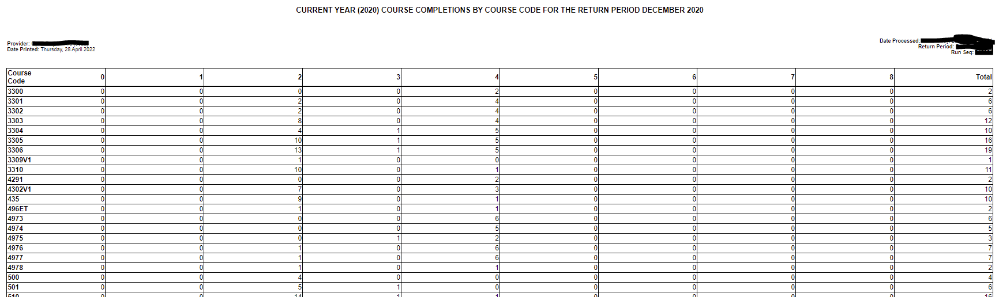 CURRENT YEAR (2020) COURSE COMPLETIONS BY COURSE CODE FOR THE RETURN PERIOD DECEMBER 2020
Provider:
Date Printed: Thursday, 28 April 2022
Date Processed:
Return Period:
Run Seq:
Course Code 0 1 2 3 4 5 6 7 8 Total
3300 0 0 0 0 2 0 0 0 0 2
3301 0 0 2 0 4 0 0 0 0 6
3302 0 0 2 0 4 0 0 0 0 6
3303 0 0 8 0 4 0 0 0 0 12
3304 0 0 4 1 5 0 0 0 0 10
3305 0 0 10 1 5 0 0 0 0 16
3306 0 0 13 1 5 0 0 0 0 19
3309V1 0 0 1 0 0 0 0 0 0 1
3310 0 0 10 0 1 0 0 0 0 11
4291 0 0 0 0 2 0 0 0 0 2
4302V1 0 0 7 0 3 0 0 0 0 10
435 0 0 9 0 1 0 0 0 0 10
496ET 0 0 1 0 1 0 0 0 0 2
4973 0 0 0 0 6 0 0 0 0 6
4974 0 0 0 0 5 0 0 0 0 5
4975 0 0 0 1 2 0 0 0 0 3
4976 0 0 1 0 6 0 0 0 0 7
4977 0 0 1 0 6 0 0 0 0 7
4978 0 0 1 0 1 0 0 0 0 2
500 0 0 4 0 0 0 0 0 0 4
501 0 0 5 1 0 0 0 0 0 6
510 0 0 14 1 1 0 0 0 0 16